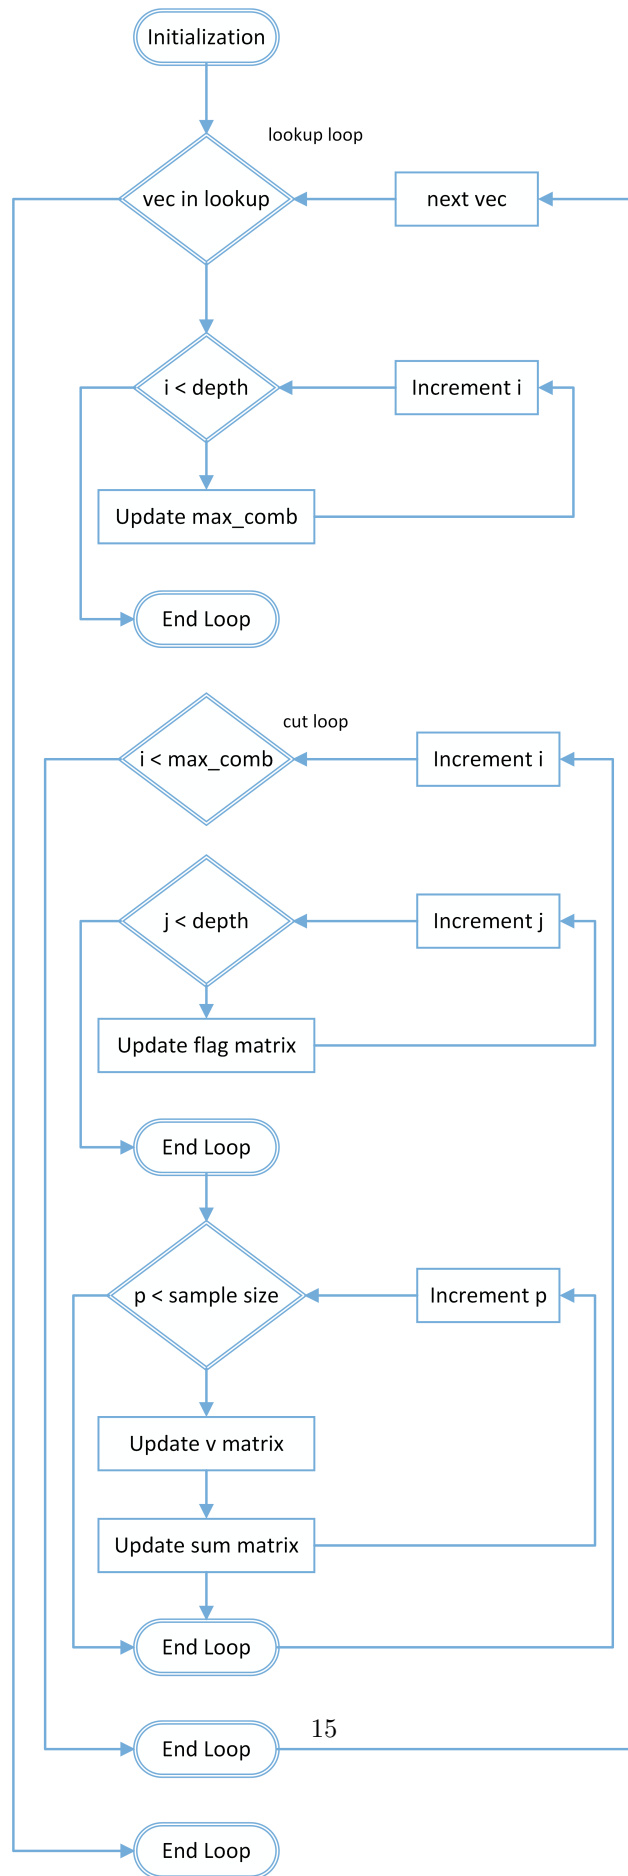 Initialization
lookup loop
vec in lookup
next vec
i < depth
Increment i
Update max_comb
End Loop
cut loop
i < max_comb
Increment i
j < depth
Increment j
Update flag matrix
End Loop
p < sample size
Increment p
Update v matrix
Update sum matrix
End Loop
15
End Loop
End Loop